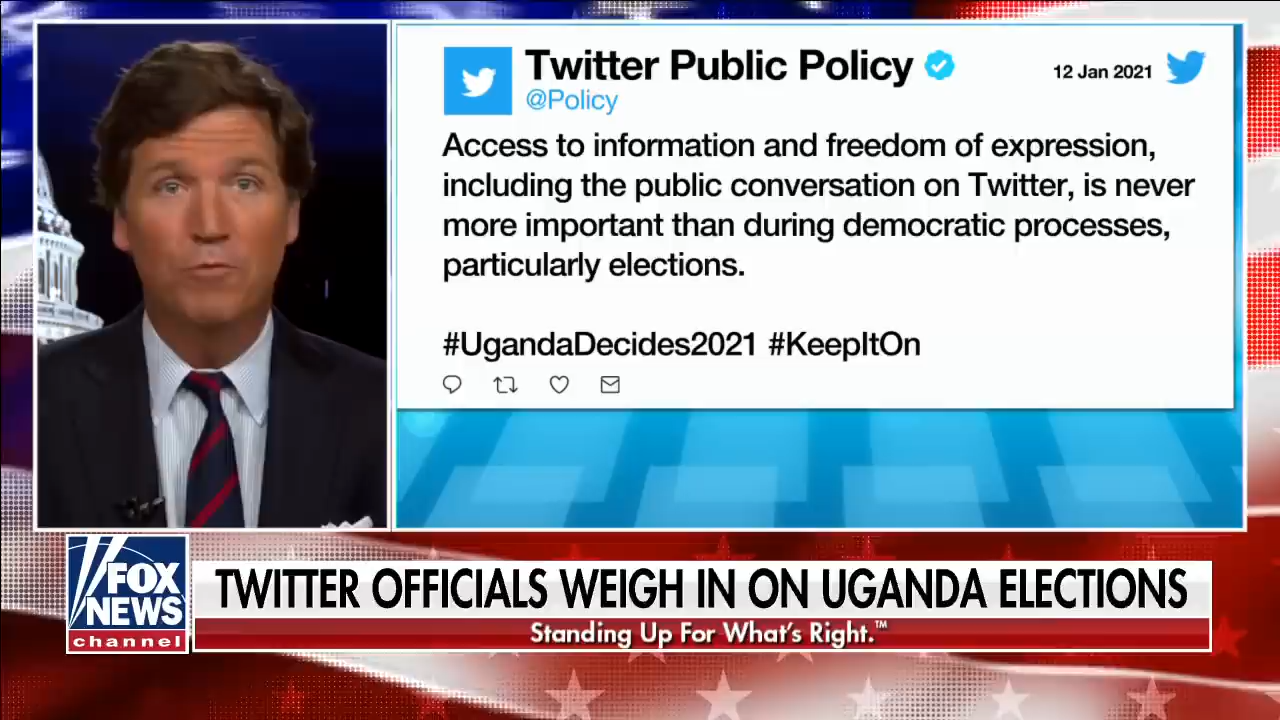 Twitter Public Policy
@Policy
12 Jan 2021
Access to information and freedom of expression,
including the public conversation on Twitter, is never
more important than during democratic processes,
particularly elections.
#UgandaDecides2021 #KeepItOn
FOX
NEWS
channel
TWITTER OFFICIALS WEIGH IN ON UGANDA ELECTIONS
Standing Up For What's Right.™